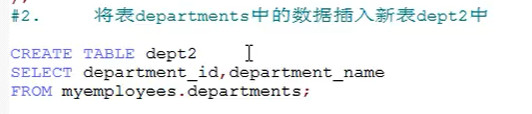 #2. 将表departments中的数据插入新表dept2中
CREATE TABLE dept2
SELECT department_id,department_name
FROM myemployees.departments;